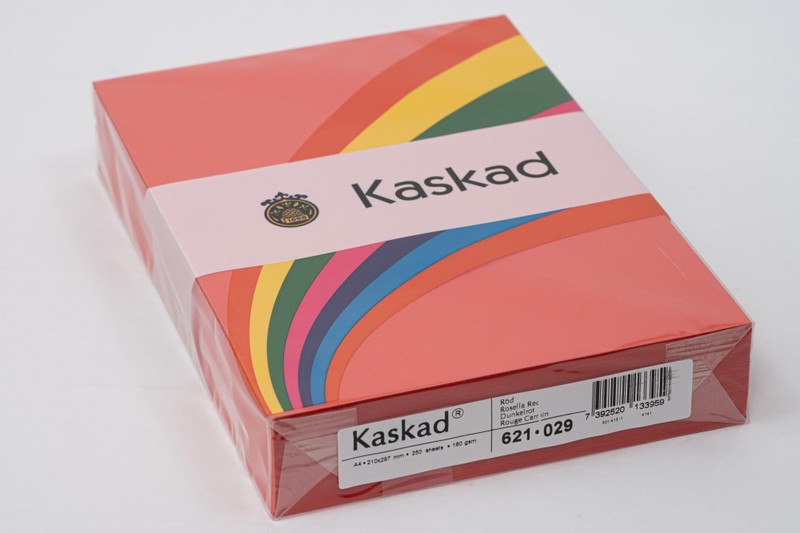 Kaskad
Kaskad®
A4 • 210x297 mm • 250 sheets • 160 gsm
Röd
Rosella Red
Dunkelrot
Rouge Carmin
621 • 029
7 392520 133959